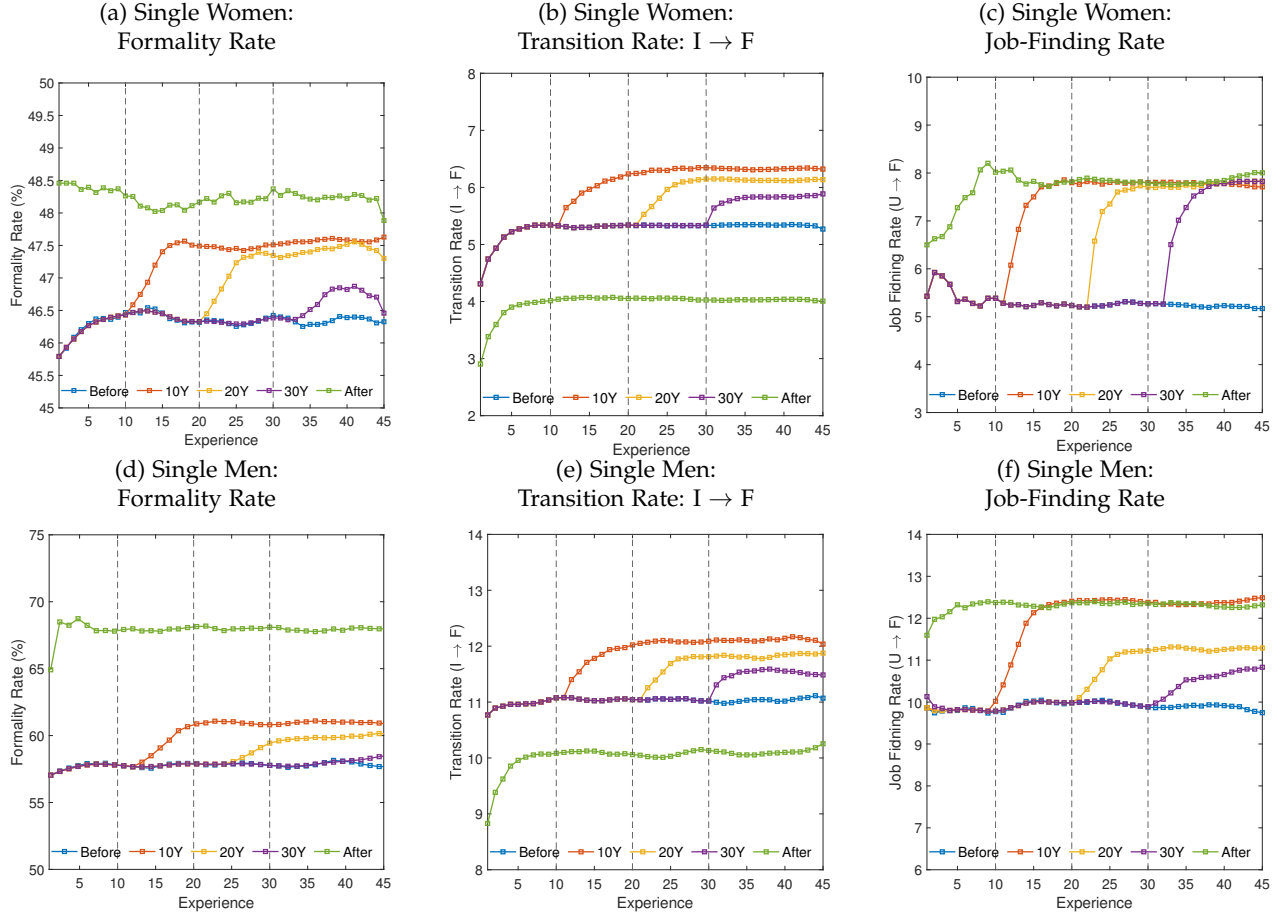 (a) Single Women:
Formality Rate
(b) Single Women:
Transition Rate: I → F
(c) Single Women:
Job-Finding Rate
50
49.5
49
48.5
48
47.5
47
46.5
46
45.5
45
Formality Rate (%)
Before 10Y 20Y 30Y After
5 10 15 20 25 30 35 40 45
Experience
8
7
6
5
4
3
2
Transition Rate (I → F)
Before 10Y 20Y 30Y After
5 10 15 20 25 30 35 40 45
Experience
10
9
8
7
6
5
4
3
Job Fidning Rate (U → F)
Before 10Y 20Y 30Y After
5 10 15 20 25 30 35 40 45
Experience
(d) Single Men:
Formality Rate
(e) Single Men:
Transition Rate: I → F
(f) Single Men:
Job-Finding Rate
75
70
65
60
55
50
Formality Rate (%)
Before 10Y 20Y 30Y After
5 10 15 20 25 30 35 40 45
Experience
14
13
12
11
10
9
8
Transition Rate (I → F)
Before 10Y 20Y 30Y After
5 10 15 20 25 30 35 40 45
Experience
14
13
12
11
10
9
8
7
6
Job Fidning Rate (U → F)
Before 10Y 20Y 30Y After
5 10 15 20 25 30 35 40 45
Experience